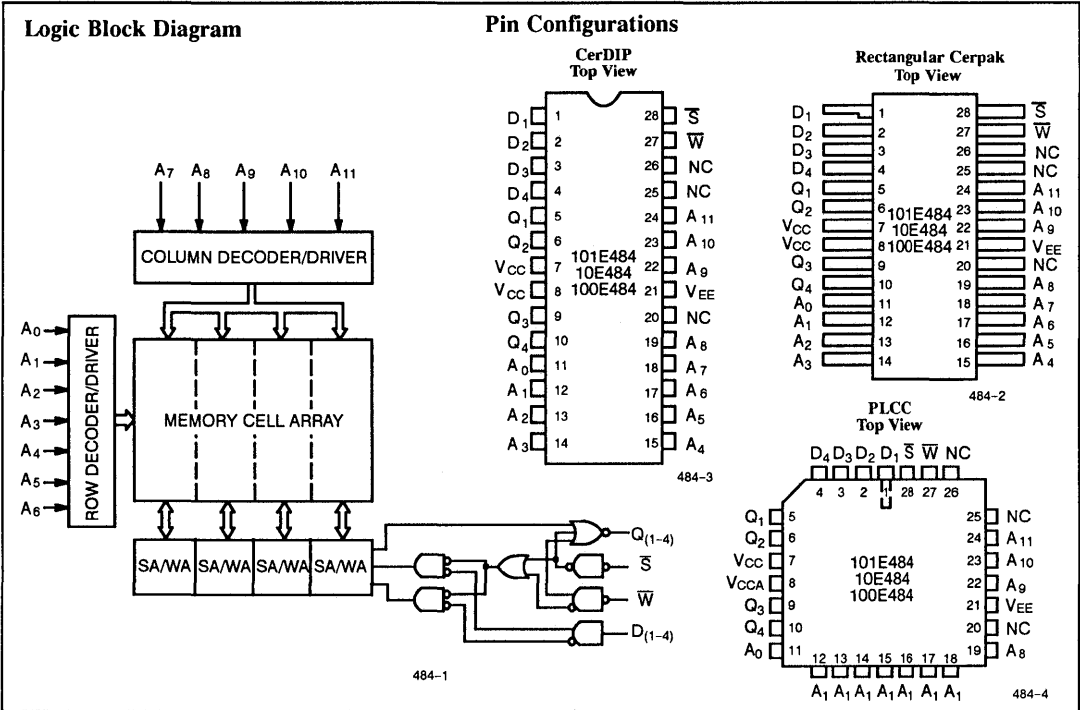 Logic Block Diagram
Pin Configurations
A7 A8 A9 A10 A11
COLUMN DECODER/DRIVER
A0
A1
A2
A3
A4
A5
A6
ROW DECODER/DRIVER
MEMORY CELL ARRAY
SA/WA SA/WA SA/WA SA/WA
Q(1-4)
S̅
W̅
D(1-4)
484-1
CerDIP
Top View
D1 1 28 S̅
D2 2 27 W̅
D3 3 26 NC
D4 4 25 NC
Q1 5 24 A11
Q2 6 23 A10
VCC 7 22 A9
VCC 8 21 VEE
Q3 9 20 NC
Q4 10 19 A8
A0 11 18 A7
A1 12 17 A6
A2 13 16 A5
A3 14 15 A4
101E484
10E484
100E484
484-3
Rectangular Cerpak
Top View
D1 1 28 S̅
D2 2 27 W̅
D3 3 26 NC
D4 4 25 NC
Q1 5 24 A11
Q2 6 23 A10
VCC 7 22 A9
VCC 8 21 VEE
Q3 9 20 NC
Q4 10 19 A8
A0 11 18 A7
A1 12 17 A6
A2 13 16 A5
A3 14 15 A4
101E484
10E484
100E484
484-2
PLCC
Top View
D4 D3 D2 D1 S̅ W̅ NC
4 3 2 1 28 27 26
Q1 5 25 NC
Q2 6 24 A11
VCC 7 23 A10
VCCA 8 22 A9
Q3 9 21 VEE
Q4 10 20 NC
A0 11 19 A8
101E484
10E484
100E484
12 13 14 15 16 17 18
A1 A1 A1 A1 A1 A1 A1
484-4